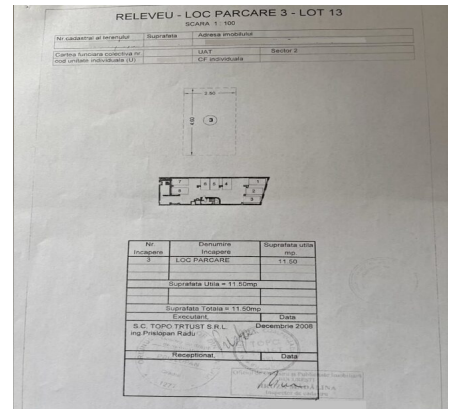 RELEVEU - LOC PARCARE 3 - LOT 13
SCARA 1 : 100
Nr cadastral al terenului Suprafata Adresa imobilului
Cartea funciara colectiva nr. UAT Sector 2
cod unitate individuala (U) CF individuala
3
Nr. Incapere Denumire Incapere Suprafata utila mp.
3 LOC PARCARE 11.50
Suprafata Utila = 11.50mp
Suprafata Totala = 11.50mp
Executant, Data
S.C. TOPO TRTUST S.R.L. Decembrie 2008
ing.Prislopan Radu
Receptionat, Data